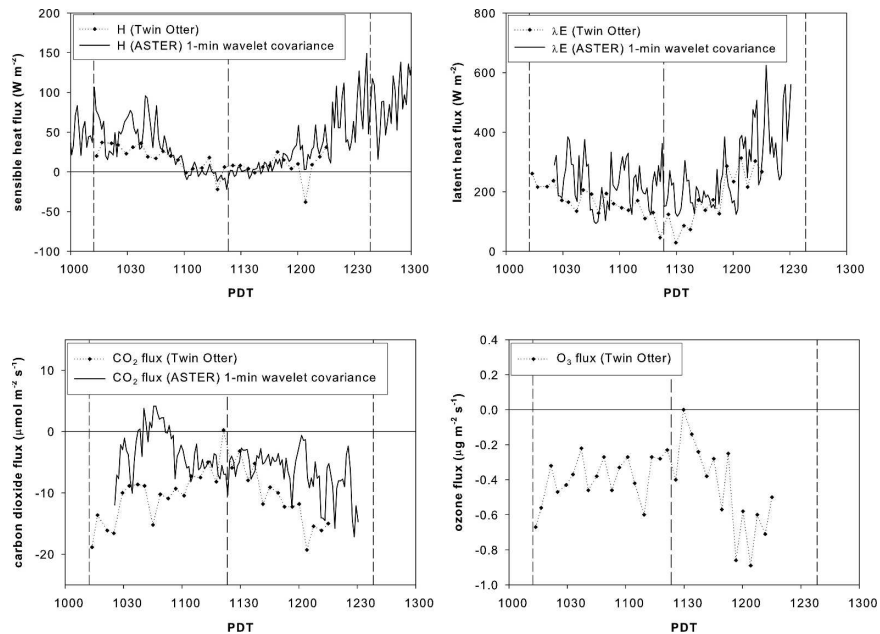 H (Twin Otter)
H (ASTER) 1-min wavelet covariance
sensible heat flux (W m⁻²)
200
150
100
50
0
-50
-100
1000 1030 1100 1130 1200 1230 1300
PDT
λE (Twin Otter)
λE (ASTER) 1-min wavelet covariance
latent heat flux (W m⁻²)
800
600
400
200
0
1000 1030 1100 1130 1200 1230 1300
PDT
CO₂ flux (Twin Otter)
CO₂ flux (ASTER) 1-min wavelet covariance
carbon dioxide flux (μmol m⁻² s⁻¹)
10
0
-10
-20
1000 1030 1100 1130 1200 1230 1300
PDT
O₃ flux (Twin Otter)
ozone flux (μg m⁻² s⁻¹)
0.4
0.2
0.0
-0.2
-0.4
-0.6
-0.8
-1.0
1000 1030 1100 1130 1200 1230 1300
PDT